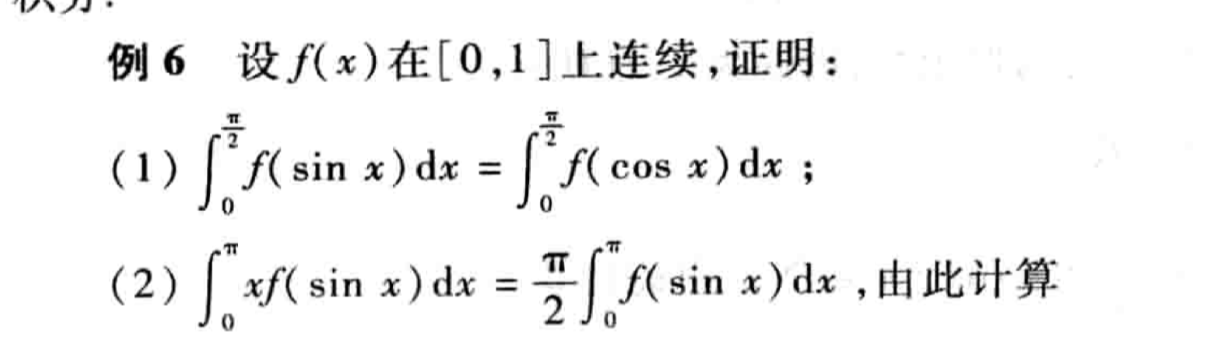 例 6 设 f(x)在[0,1]上连续,证明:
(1) ∫₀^{π/2} f(sin x)dx = ∫₀^{π/2} f(cos x)dx ;
(2) ∫₀^π xf(sin x)dx = π/2 ∫₀^π f(sin x)dx ,由此计算